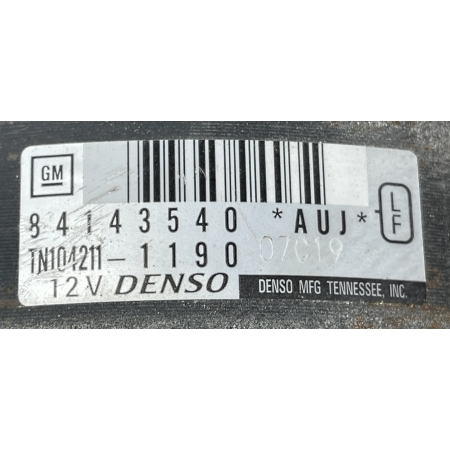 GM
84143540 *AUJ* LF
TN104211-1190 07C19
12V. DENSO DENSO MFG TENNESSEE, INC.